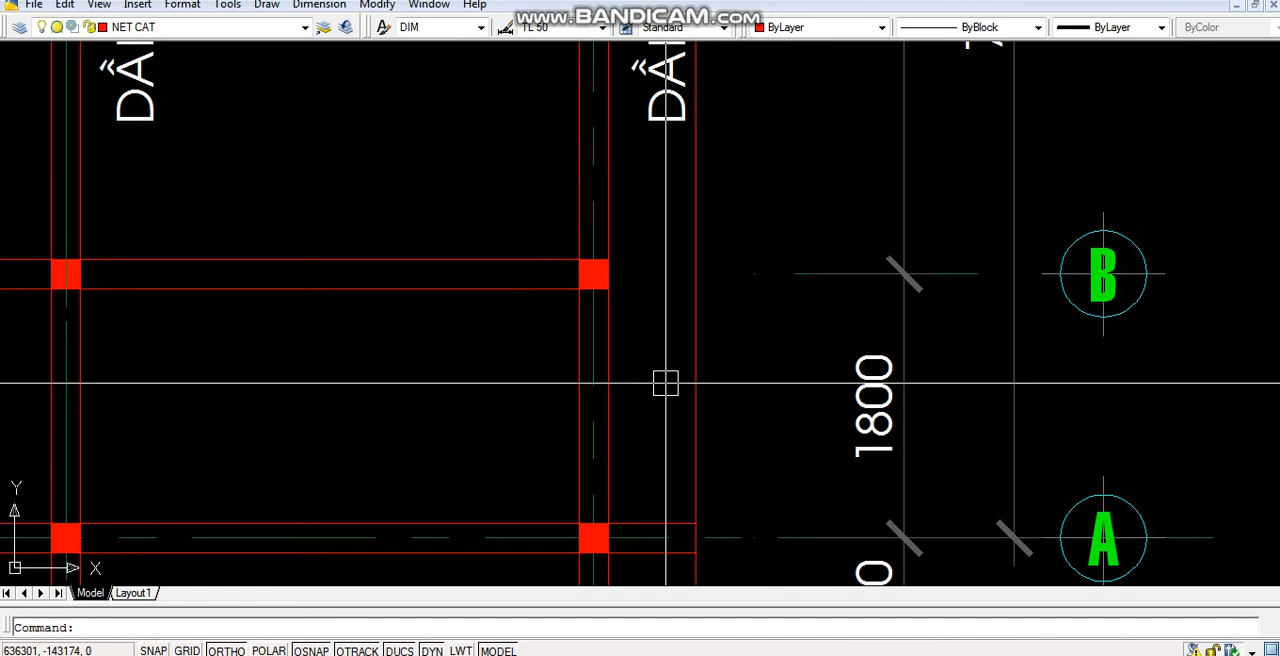 File Edit View Insert Format Tools Draw Dimension Modify Window Help
www.BANDICAM.com
NET CAT DIM TL 50 Standard ByLayer ByBlock ByLayer ByColor
B
1800
A
Y
X
Model Layout1
Command:
636301, -143174, 0 SNAP GRID ORTHO POLAR OSNAP OTRACK DUCS DYN LWT MODEL